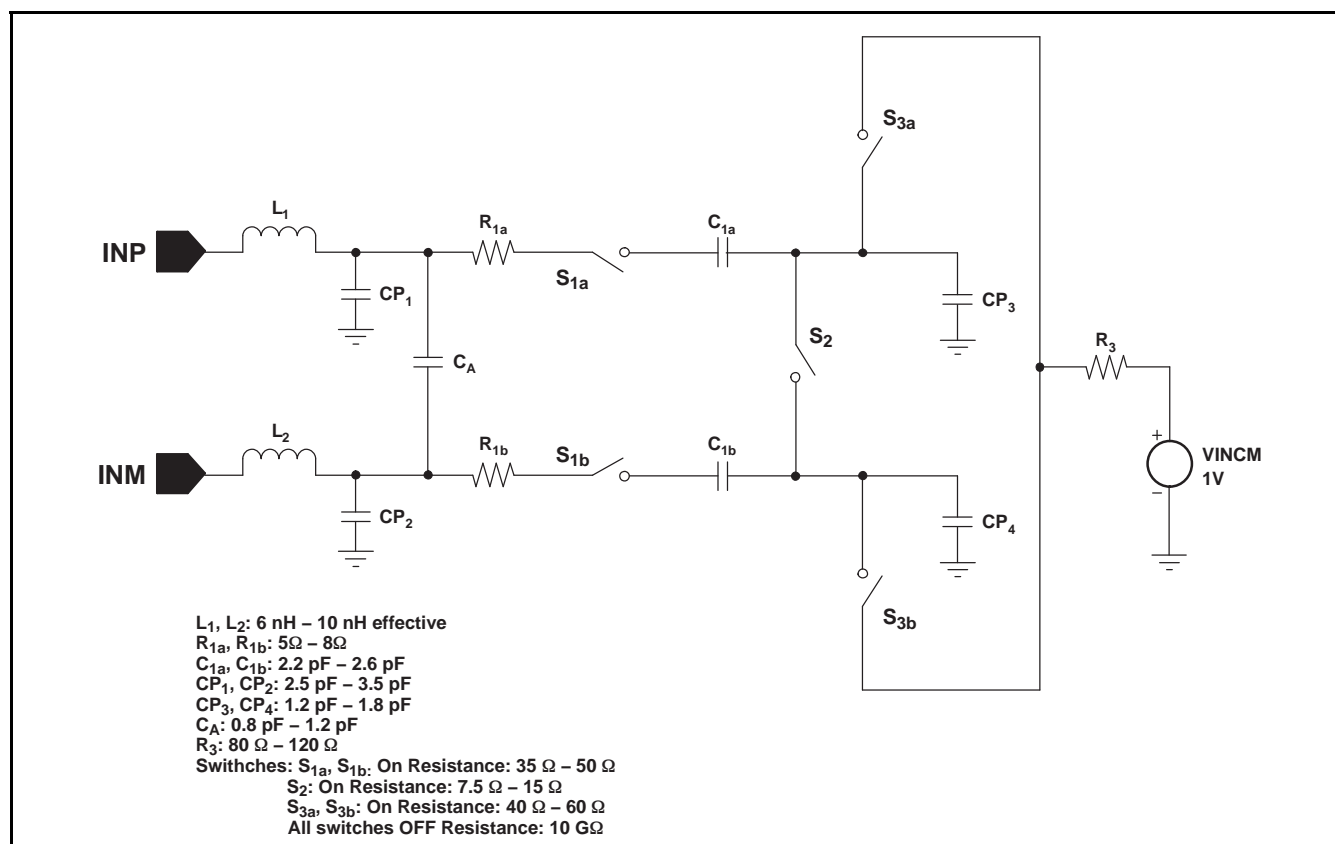 S3a
L1
R1a
C1a
INP
S1a
CP1
CP3
S2
R3
CA
L2
R1b
C1b
INM
S1b
+
VINCM
1V
–
CP2
CP4
S3b
L1, L2: 6 nH – 10 nH effective
R1a, R1b: 5Ω – 8Ω
C1a, C1b: 2.2 pF – 2.6 pF
CP1, CP2: 2.5 pF – 3.5 pF
CP3, CP4: 1.2 pF – 1.8 pF
CA: 0.8 pF – 1.2 pF
R3: 80 Ω – 120 Ω
Swithches: S1a, S1b: On Resistance: 35 Ω – 50 Ω
S2: On Resistance: 7.5 Ω – 15 Ω
S3a, S3b: On Resistance: 40 Ω – 60 Ω
All switches OFF Resistance: 10 GΩ